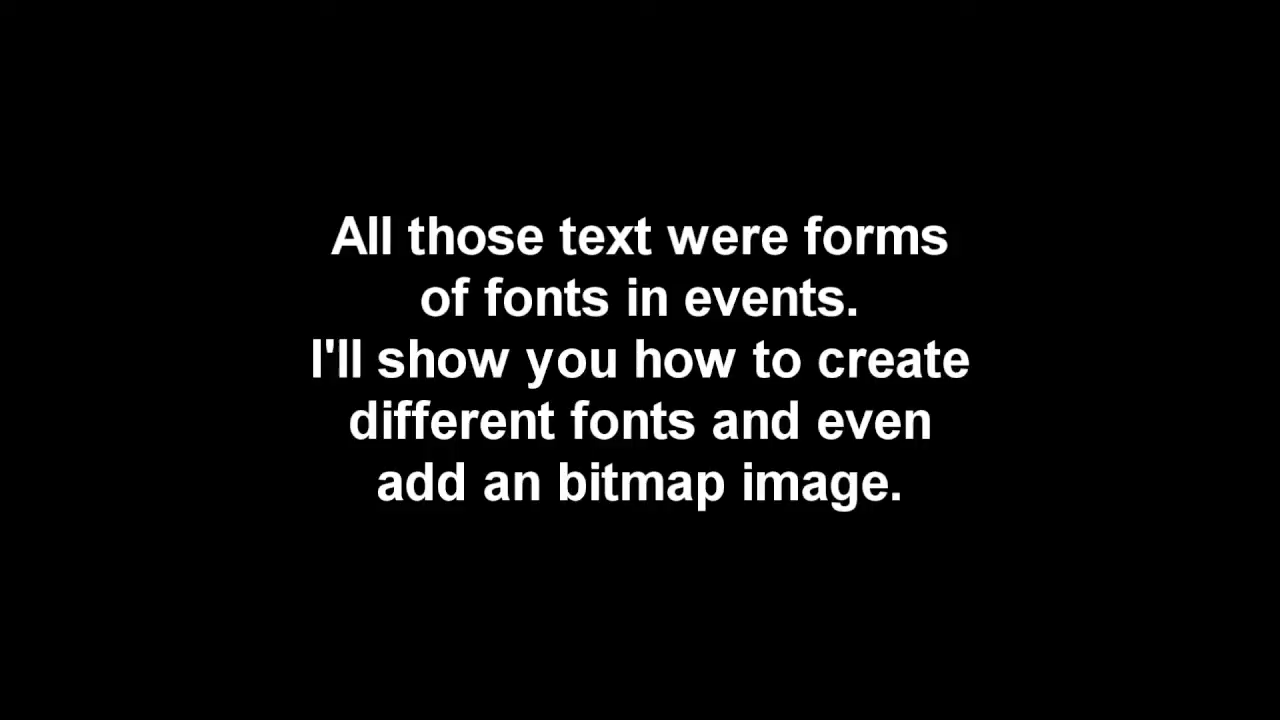 All those text were forms
of fonts in events.
I'll show you how to create
different fonts and even
add an bitmap image.